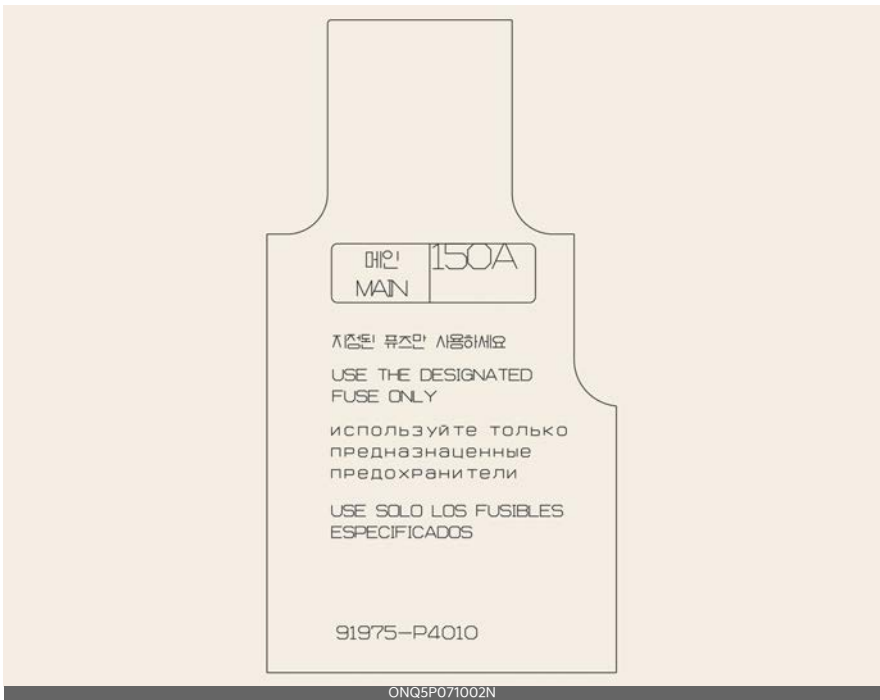 메인
MAIN
150A
지정된 퓨즈만 사용하세요
USE THE DESIGNATED
FUSE ONLY
используйте только
предназнаценные
предохранители
USE SOLO LOS FUSIBLES
ESPECIFICADOS
91975-P4010
ONQ5P071002N